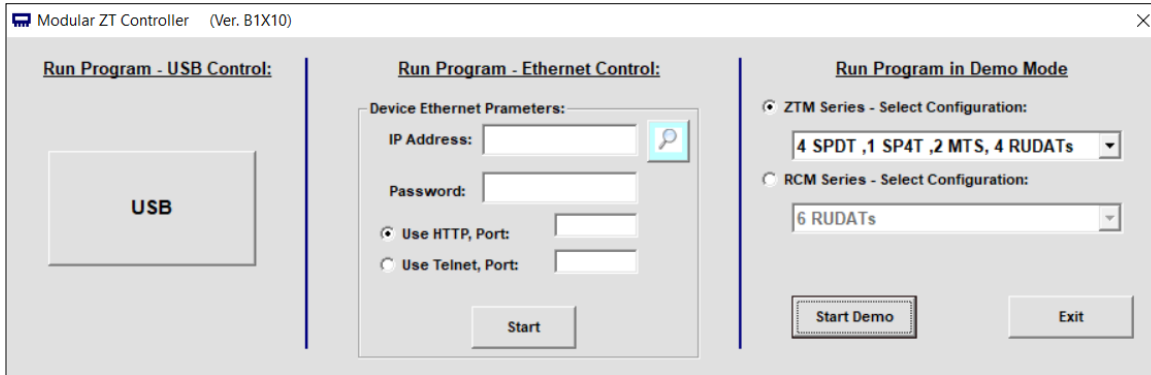 Modular ZT Controller (Ver. B1X10)
Run Program - USB Control:
USB
Run Program - Ethernet Control:
Device Ethernet Prameters:
IP Address:
Password:
Use HTTP, Port:
Use Telnet, Port:
Start
Run Program in Demo Mode
ZTM Series - Select Configuration:
4 SPDT ,1 SP4T ,2 MTS, 4 RUDATs
RCM Series - Select Configuration:
6 RUDATs
Start Demo
Exit